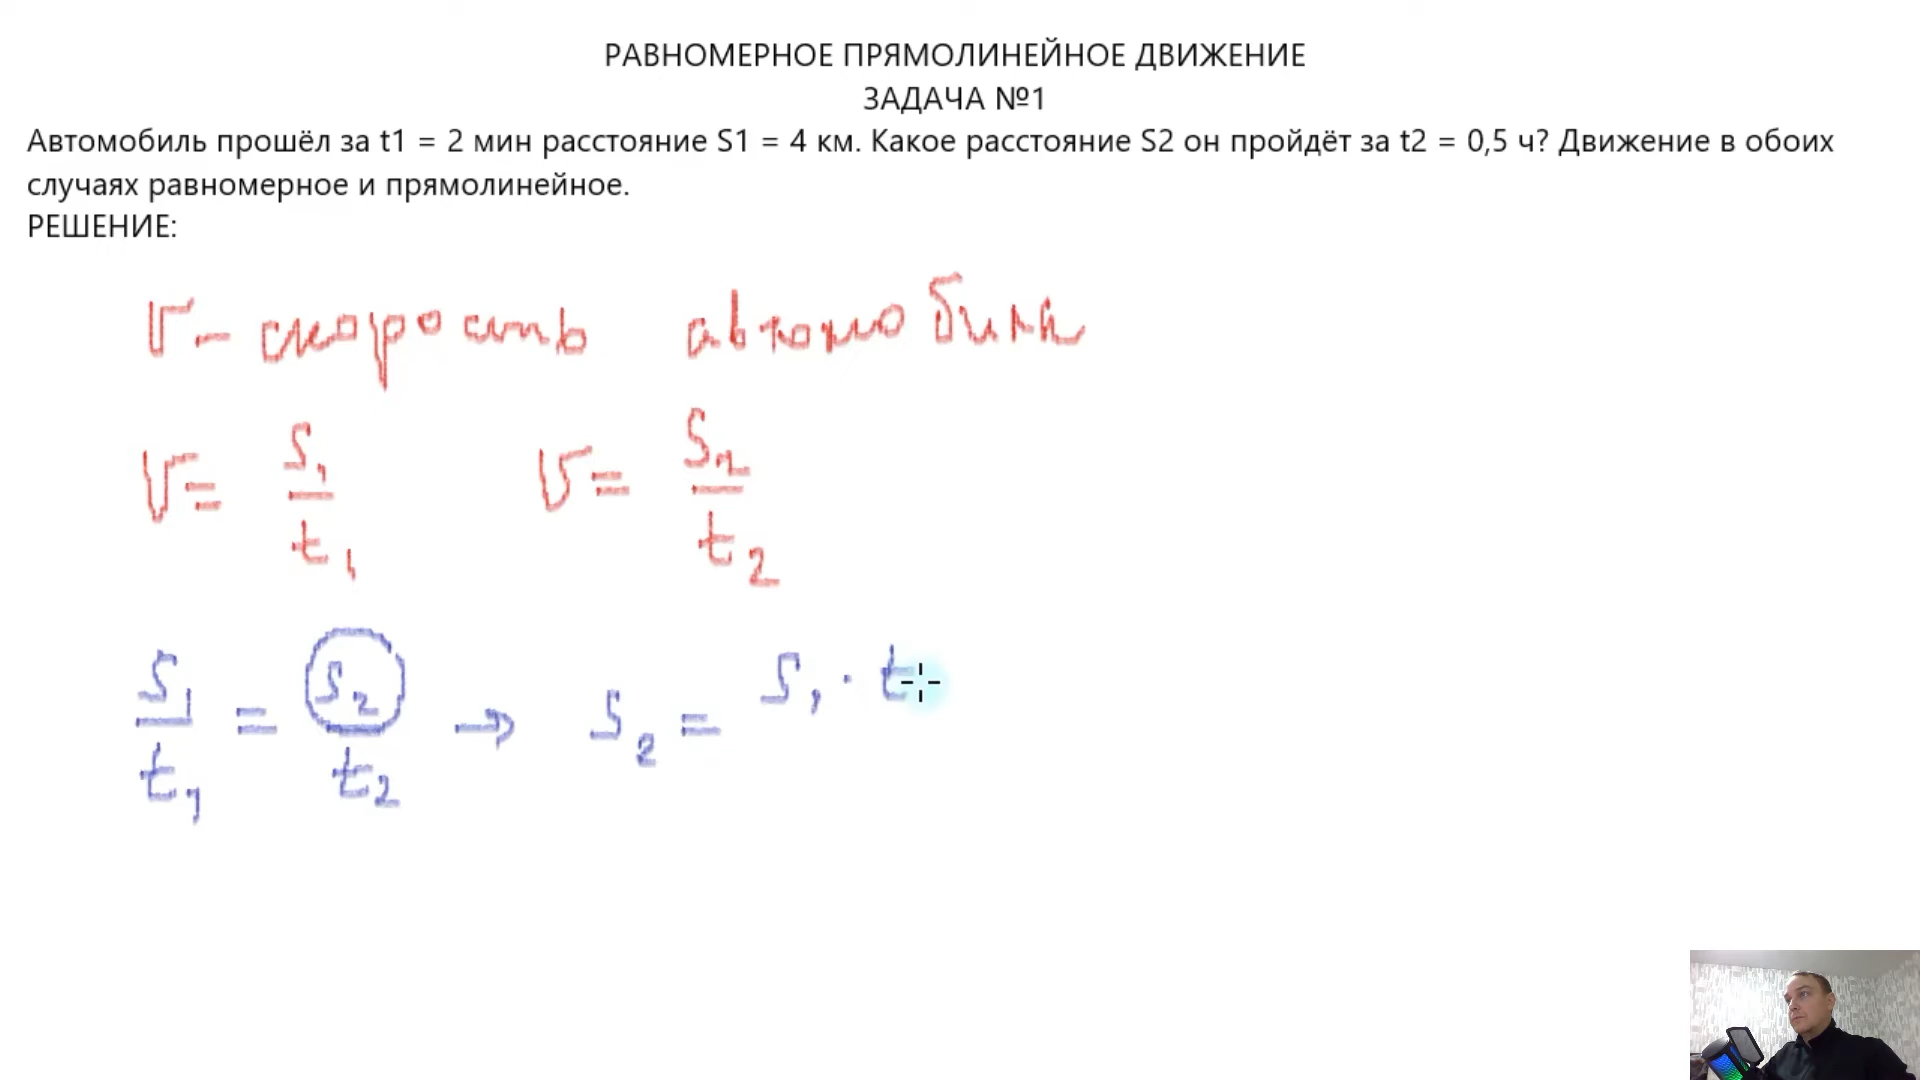 РАВНОМЕРНОЕ ПРЯМОЛИНЕЙНОЕ ДВИЖЕНИЕ
ЗАДАЧА №1
Автомобиль прошёл за t1 = 2 мин расстояние S1 = 4 км. Какое расстояние S2 он пройдёт за t2 = 0,5 ч? Движение в обоих
случаях равномерное и прямолинейное.
РЕШЕНИЕ:
V - скорость автомобиля
V = S₁/t₁ V = S₂/t₂
S₁/t₁ = S₂/t₂ → S₂ = S₁ · t